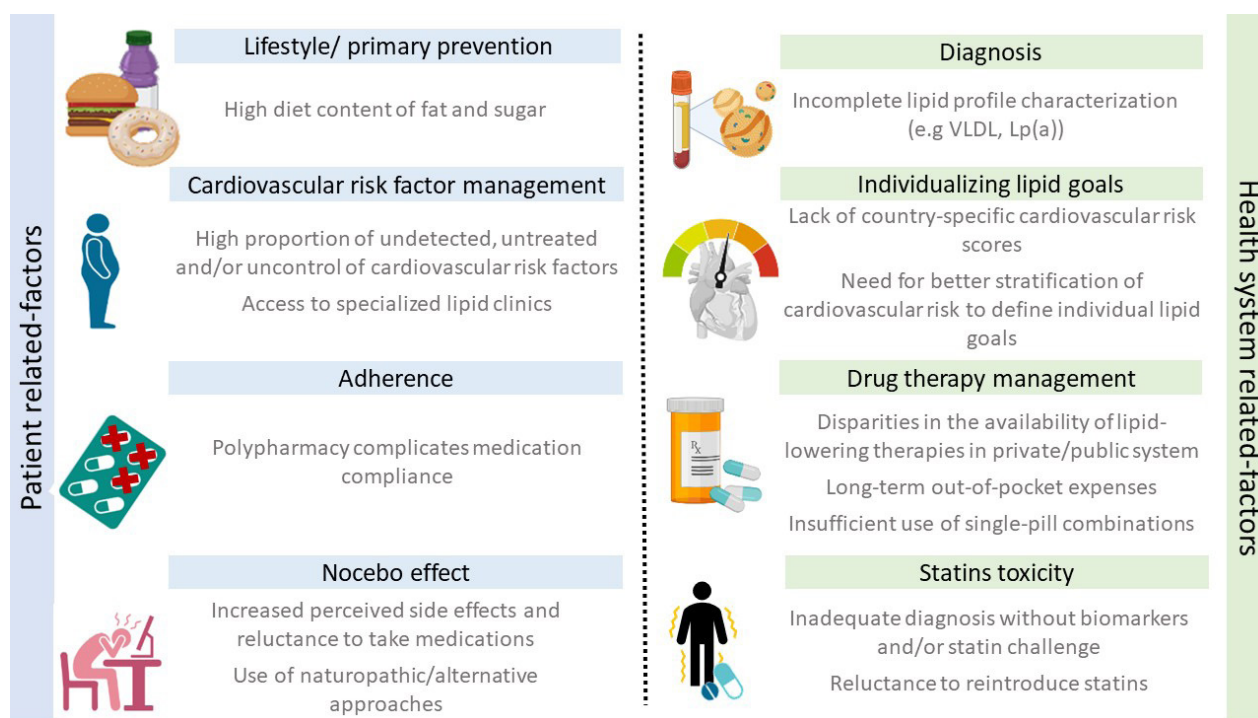 Patient related-factors
Lifestyle/ primary prevention
High diet content of fat and sugar
Cardiovascular risk factor management
High proportion of undetected, untreated
and/or uncontrol of cardiovascular risk factors
Access to specialized lipid clinics
Adherence
Polypharmacy complicates medication
compliance
Nocebo effect
Increased perceived side effects and
reluctance to take medications
Use of naturopathic/alternative
approaches
Diagnosis
Incomplete lipid profile characterization
(e.g VLDL, Lp(a))
Individualizing lipid goals
Lack of country-specific cardiovascular risk
scores
Need for better stratification of
cardiovascular risk to define individual lipid
goals
Drug therapy management
Rx
Disparities in the availability of lipid-
lowering therapies in private/public system
Long-term out-of-pocket expenses
Insufficient use of single-pill combinations
Statins toxicity
Inadequate diagnosis without biomarkers
and/or statin challenge
Reluctance to reintroduce statins
Health system related-factors